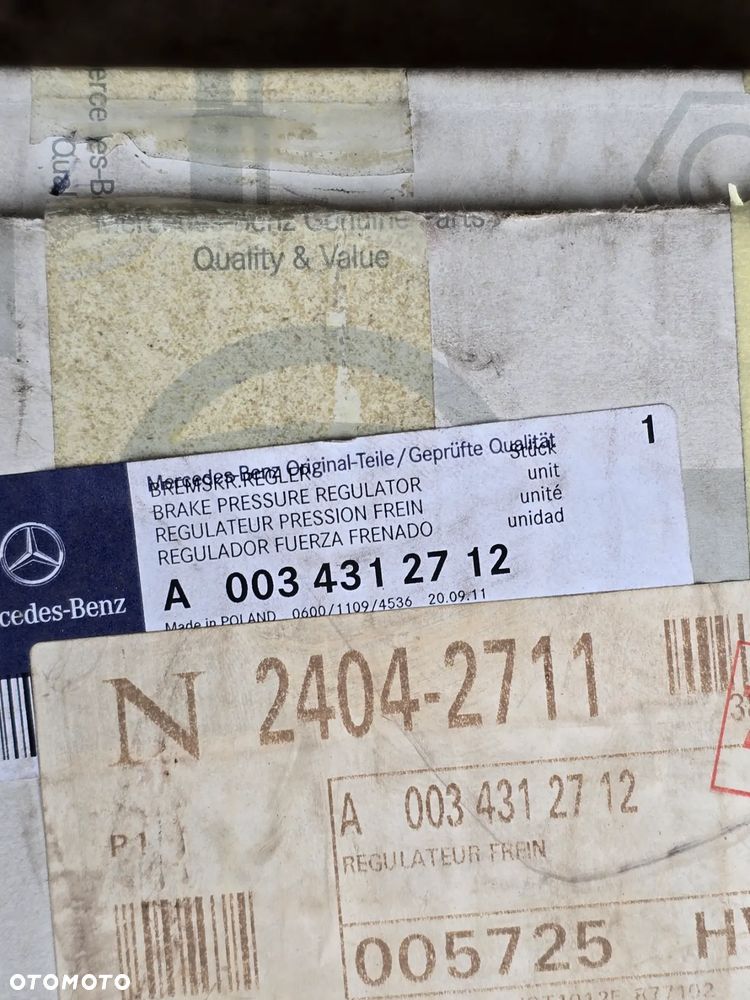 Mercedes-Benz
Quality & Value
1
Mercedes-Benz Original-Teile/Geprüfte Qualität
BREMSKR.REGLER
Stück
BRAKE PRESSURE REGULATOR
unit
REGULATEUR PRESSION FREIN
unité
REGULADOR FUERZA FRENADO
unidad
A 003 431 27 12
Made in POLAND 0600/1109/4536 20.09.11
cedes-Benz
N 2404-2711
A 003 431 27 12
P1
REGULATEUR FREIN
005725
OTOMOTO